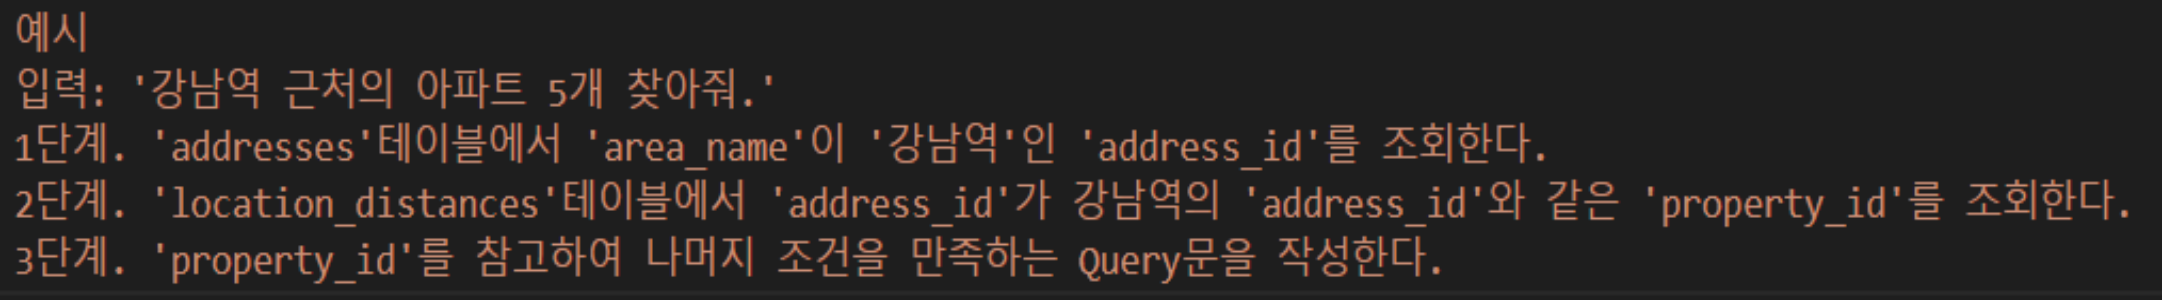 예시
입력: '강남역 근처의 아파트 5개 찾아줘.'
1단계. 'addresses'테이블에서 'area_name'이 '강남역'인 'address_id'를 조회한다.
2단계. 'location_distances'테이블에서 'address_id'가 강남역의 'address_id'와 같은 'property_id'를 조회한다.
3단계. 'property_id'를 참고하여 나머지 조건을 만족하는 Query문을 작성한다.